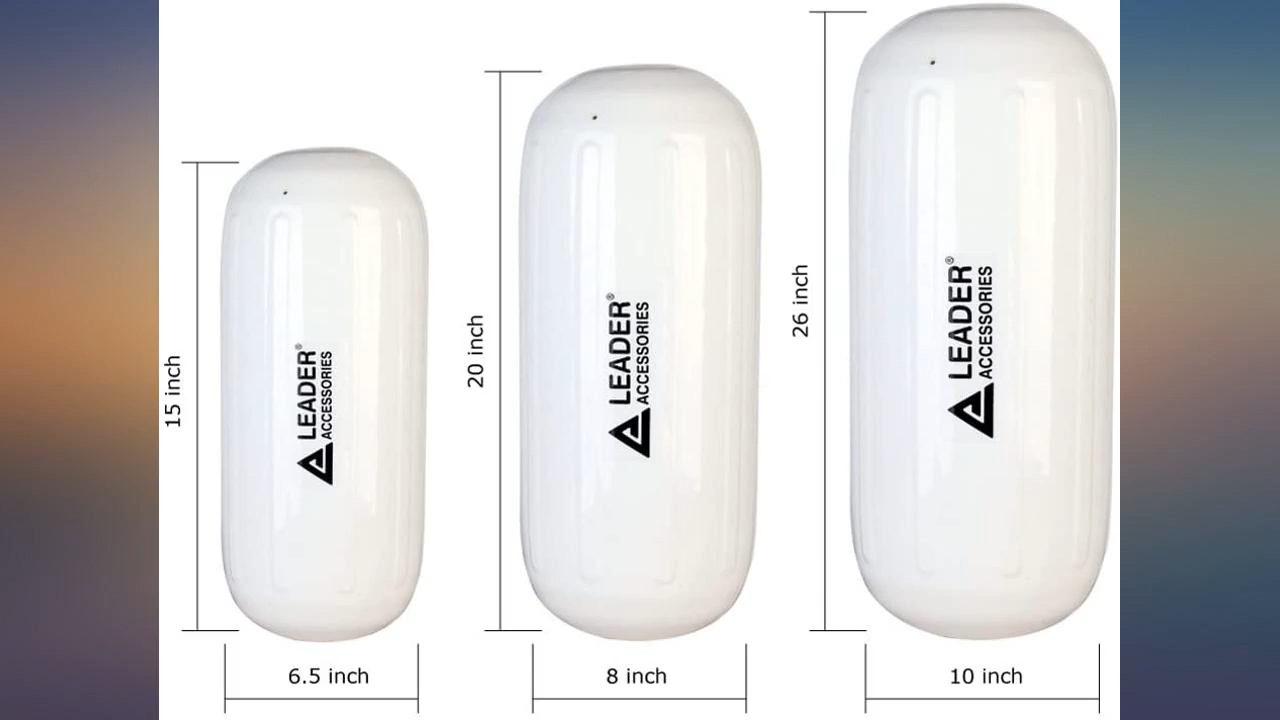 15 inch
LEADER®
ACCESSORIES
6.5 inch
20 inch
LEADER®
ACCESSORIES
8 inch
26 inch
LEADER®
ACCESSORIES
10 inch